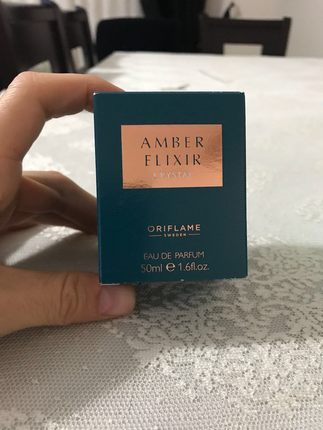 AMBER
ELIXIR
CRYSTAL
ORIFLAME
SWEDEN
EAU DE PARFUM
50ml e 1.6fl.oz.